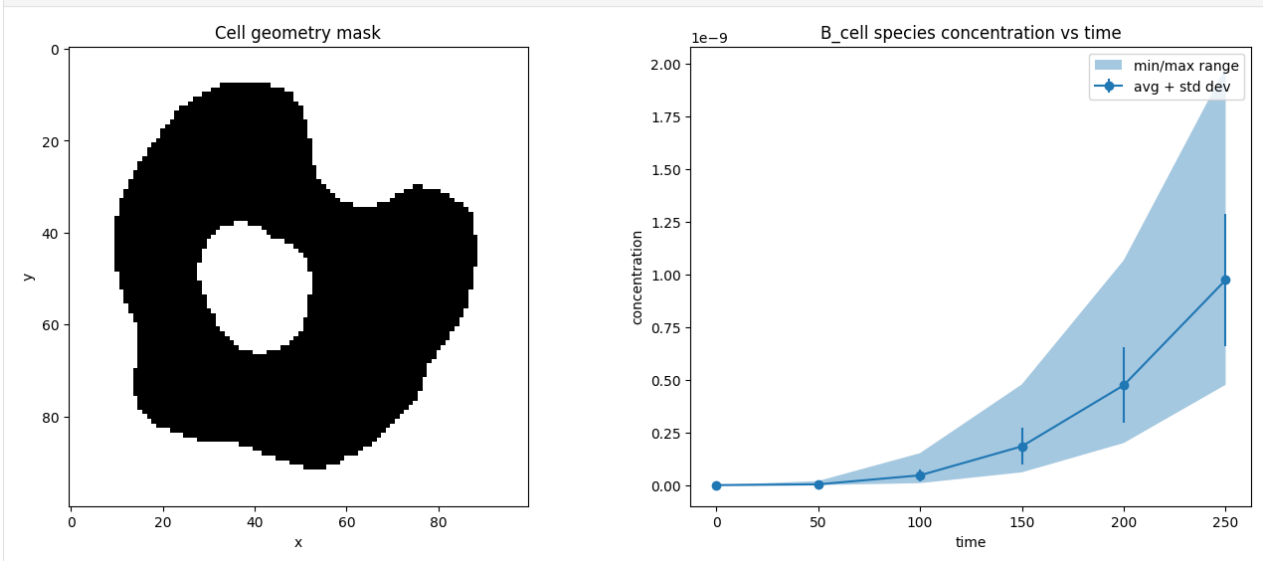 Cell geometry mask
0
20
40
60
80
y
0 20 40 60 80
x
B_cell species concentration vs time
1e−9
min/max range
avg + std dev
2.00
1.75
1.50
1.25
1.00
0.75
0.50
0.25
0.00
concentration
0 50 100 150 200 250
time